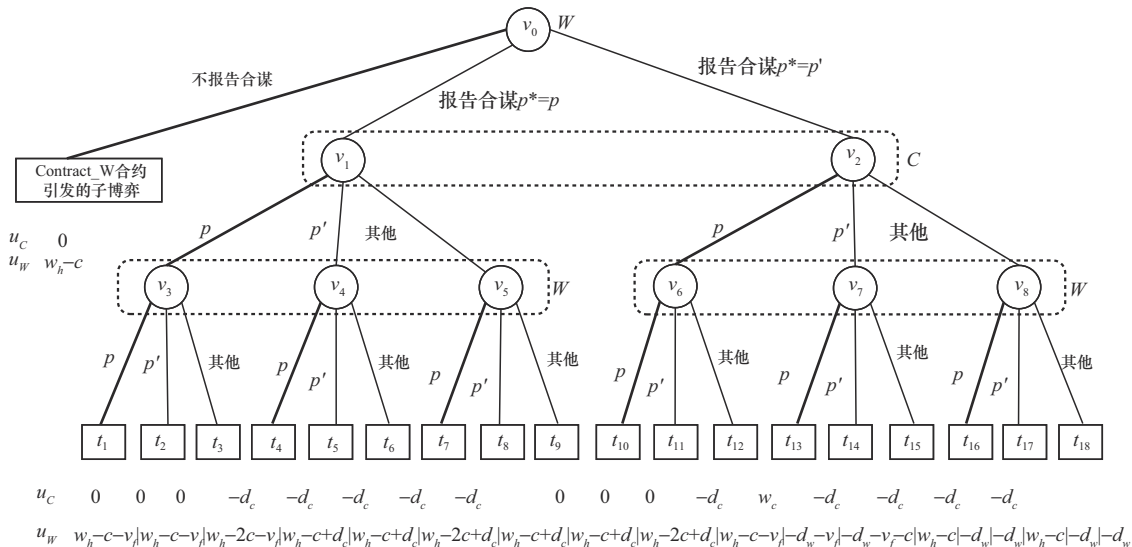 v₀ W
不报告合谋
报告合谋p*=p
报告合谋p*=p'
Contract_W合约
引发的子博弈
v₁ v₂ C
u_C 0
u_W w_h−c
p p' 其他 p p' 其他
v₃ v₄ v₅ W v₆ v₇ v₈ W
p p' 其他 p p' 其他 p p' p p' 其他 p p' 其他 p p' 其他
t₁ t₂ t₃ t₄ t₅ t₆ t₇ t₈ t₉ t₁₀ t₁₁ t₁₂ t₁₃ t₁₄ t₁₅ t₁₆ t₁₇ t₁₈
u_C 0 0 0 −d_c −d_c −d_c −d_c −d_c 0 0 0 −d_c w_c −d_c −d_c −d_c −d_c
u_W w_h−c−v_f|w_h−c−v_f|w_h−2c−v_f|w_h−c+d_c|w_h−c+d_c|w_h−2c+d_c|w_h−c+d_c|w_h−c+d_c|w_h−2c+d_c|w_h−c−v_f|−d_w−v_f|−d_w−v_f−c|w_h−c|−d_w|−d_w|w_h−c|−d_w|−d_w